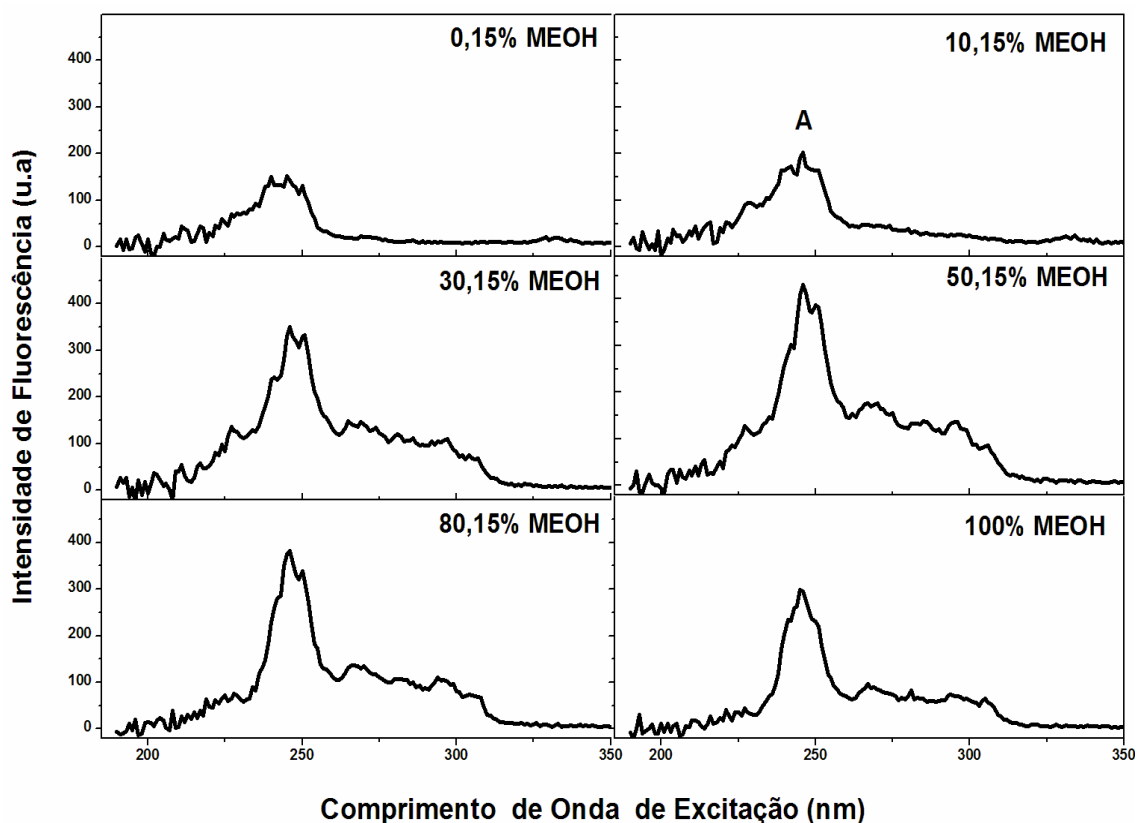 0,15% MEOH
10,15% MEOH
A
30,15% MEOH
50,15% MEOH
80,15% MEOH
100% MEOH
400
300
200
100
0
400
300
200
100
0
400
300
200
100
0
200 250 300 350 200 250 300 350
Intensidade de Fluorescência (u.a)
Comprimento de Onda de Excitação (nm)